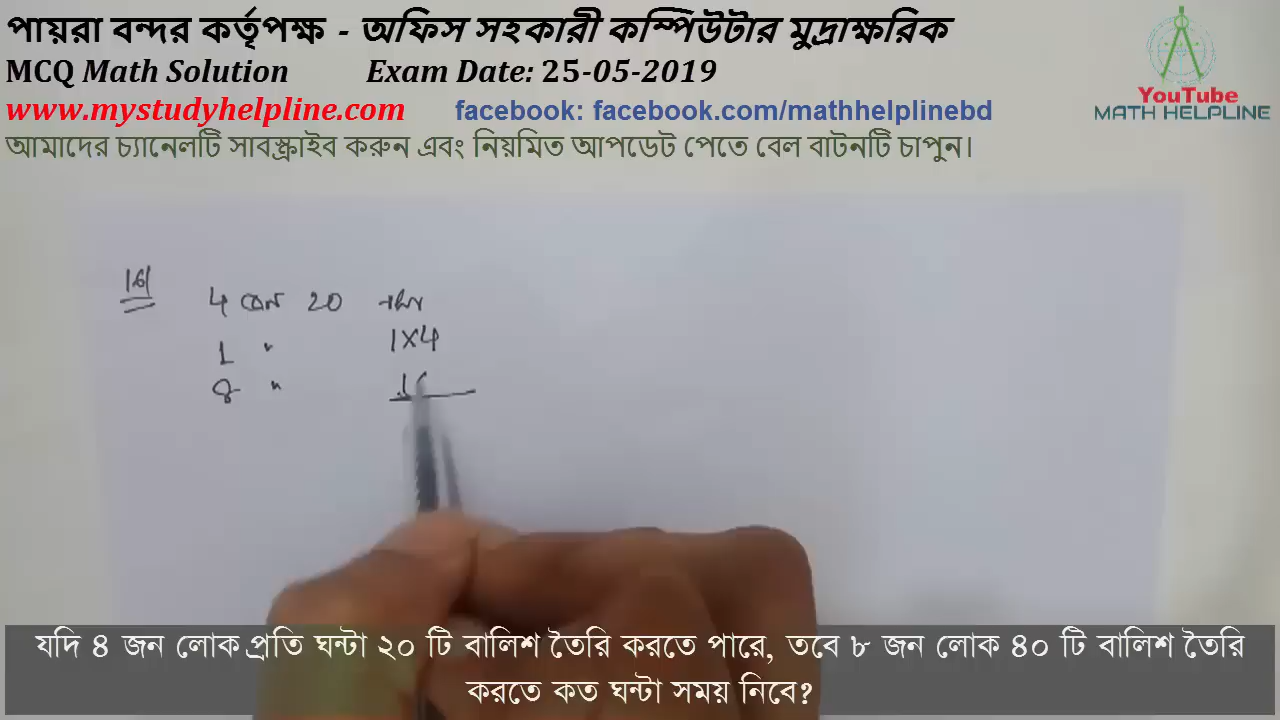 পায়রা বন্দর কর্তৃপক্ষ - অফিস সহকারী কম্পিউটার মুদ্রাক্ষরিক
MCQ Math Solution Exam Date: 25-05-2019
www.mystudyhelpline.com facebook: facebook.com/mathhelplinebd
YouTube
MATH HELPLINE
আমাদের চ্যানেলটি সাবস্ক্রাইব করুন এবং নিয়মিত আপডেট পেতে বেল বাটনটি চাপুন।
4 জন 20
1 " 1×4
8 "
যদি ৪ জন লোক প্রতি ঘন্টা ২০ টি বালিশ তৈরি করতে পারে, তবে ৮ জন লোক ৪০ টি বালিশ তৈরি
করতে কত ঘন্টা সময় নিবে?